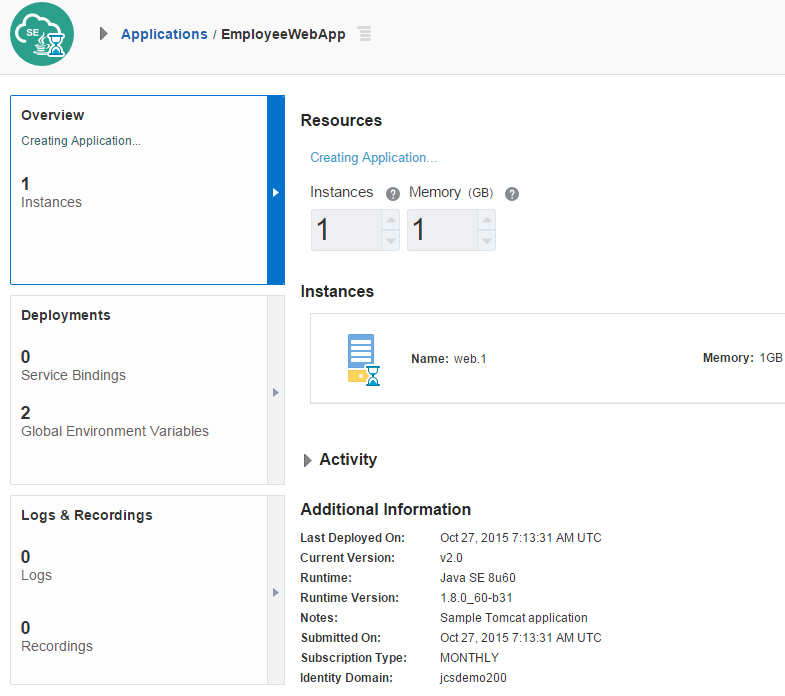 SE
Applications / EmployeeWebApp
Overview
Creating Application...
1
Instances
Deployments
0
Service Bindings
2
Global Environment Variables
Logs & Recordings
0
Logs
0
Recordings
Resources
Creating Application...
Instances ? Memory (GB) ?
1 1
Instances
Name: web.1 Memory: 1GB
Activity
Additional Information
Last Deployed On: Oct 27, 2015 7:13:31 AM UTC
Current Version: v2.0
Runtime: Java SE 8u60
Runtime Version: 1.8.0_60-b31
Notes: Sample Tomcat application
Submitted On: Oct 27, 2015 7:13:31 AM UTC
Subscription Type: MONTHLY
Identity Domain: jcsdemo200